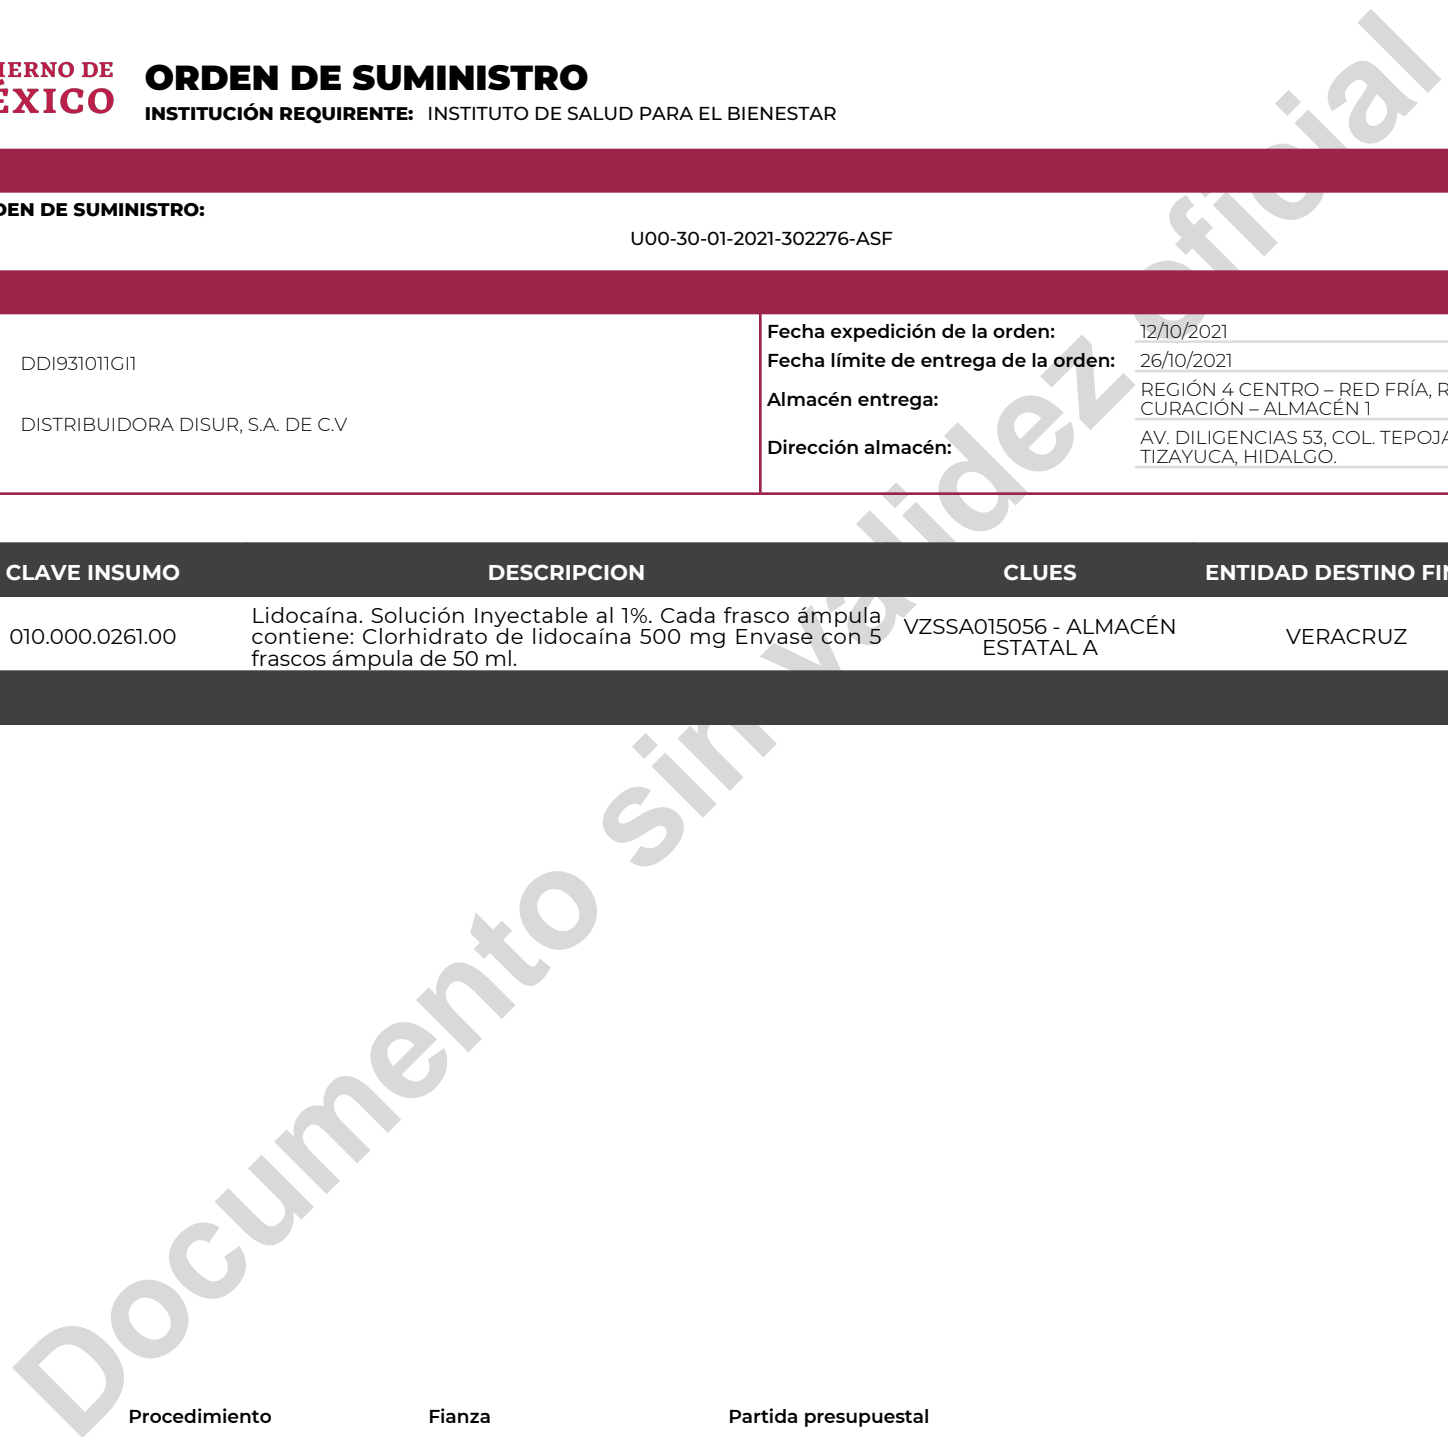 IERNO DE
ÉXICO
ORDEN DE SUMINISTRO
INSTITUCIÓN REQUIRENTE: INSTITUTO DE SALUD PARA EL BIENESTAR
DEN DE SUMINISTRO:
U00-30-01-2021-302276-ASF
DDI931011GI1
DISTRIBUIDORA DISUR, S.A. DE C.V
Fecha expedición de la orden: 12/10/2021
Fecha límite de entrega de la orden: 26/10/2021
Almacén entrega: REGIÓN 4 CENTRO – RED FRÍA, R
CURACIÓN – ALMACÉN 1
Dirección almacén: AV. DILIGENCIAS 53, COL. TEPOJA
TIZAYUCA, HIDALGO.
CLAVE INSUMO DESCRIPCION CLUES ENTIDAD DESTINO FIN
010.000.0261.00
Lidocaína. Solución Inyectable al 1%. Cada frasco ámpula
contiene: Clorhidrato de lidocaína 500 mg Envase con 5
frascos ámpula de 50 ml.
VZSSA015056 - ALMACÉN
ESTATAL A
VERACRUZ
Documento sin validez oficial
Procedimiento Fianza Partida presupuestal